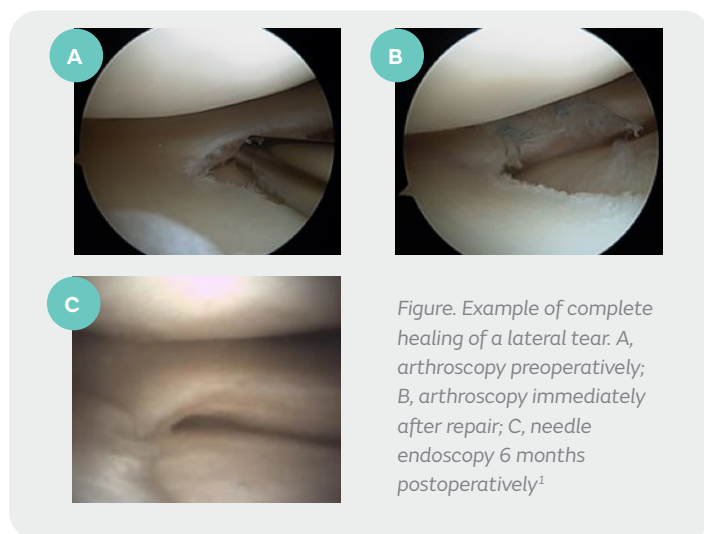 A
B
C
Figure. Example of complete
healing of a lateral tear. A,
arthroscopy preoperatively;
B, arthroscopy immediately
after repair; C, needle
endoscopy 6 months
postoperatively¹